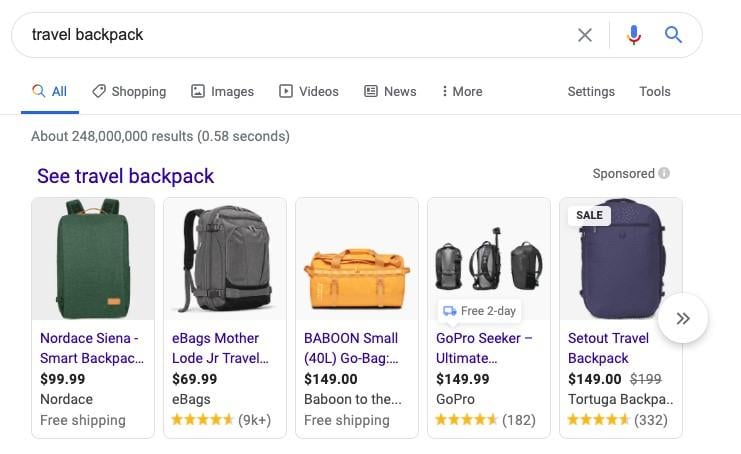 travel backpack
All Shopping Images Videos News More Settings Tools
About 248,000,000 results (0.58 seconds)
See travel backpack
Sponsored
Nordace Siena -
Smart Backpac...
$99.99
Nordace
Free shipping
eBags Mother
Lode Jr Travel...
$69.99
eBags
(9k+)
BABOON Small
(40L) Go-Bag:...
$149.00
Baboon to the...
Free shipping
Free 2-day
GoPro Seeker –
Ultimate...
$149.99
GoPro
(182)
SALE
Setout Travel
Backpack
$149.00 $199
Tortuga Backpa..
(332)